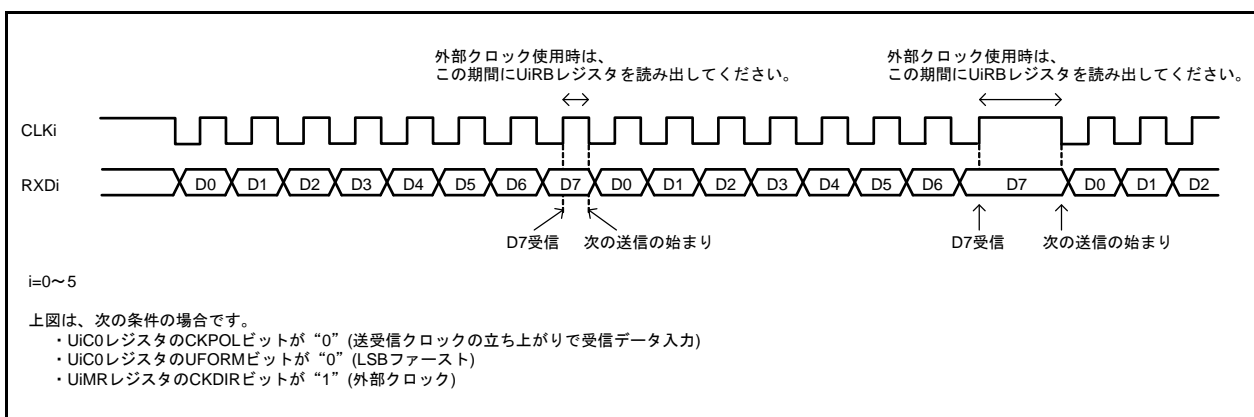 外部クロック使用時は、
この期間にUiRBレジスタを読み出してください。
外部クロック使用時は、
この期間にUiRBレジスタを読み出してください。
CLKi
RXDi
D0 D1 D2 D3 D4 D5 D6 D7 D0 D1 D2 D3 D4 D5 D6 D7 D0 D1 D2
D7受信 次の送信の始まり D7受信 次の送信の始まり
i=0～5
上図は、次の条件の場合です。
・UiC0レジスタのCKPOLビットが“0”(送受信クロックの立ち上がりで受信データ入力)
・UiC0レジスタのUFORMビットが“0”(LSBファースト)
・UiMRレジスタのCKDIRビットが“1”(外部クロック)